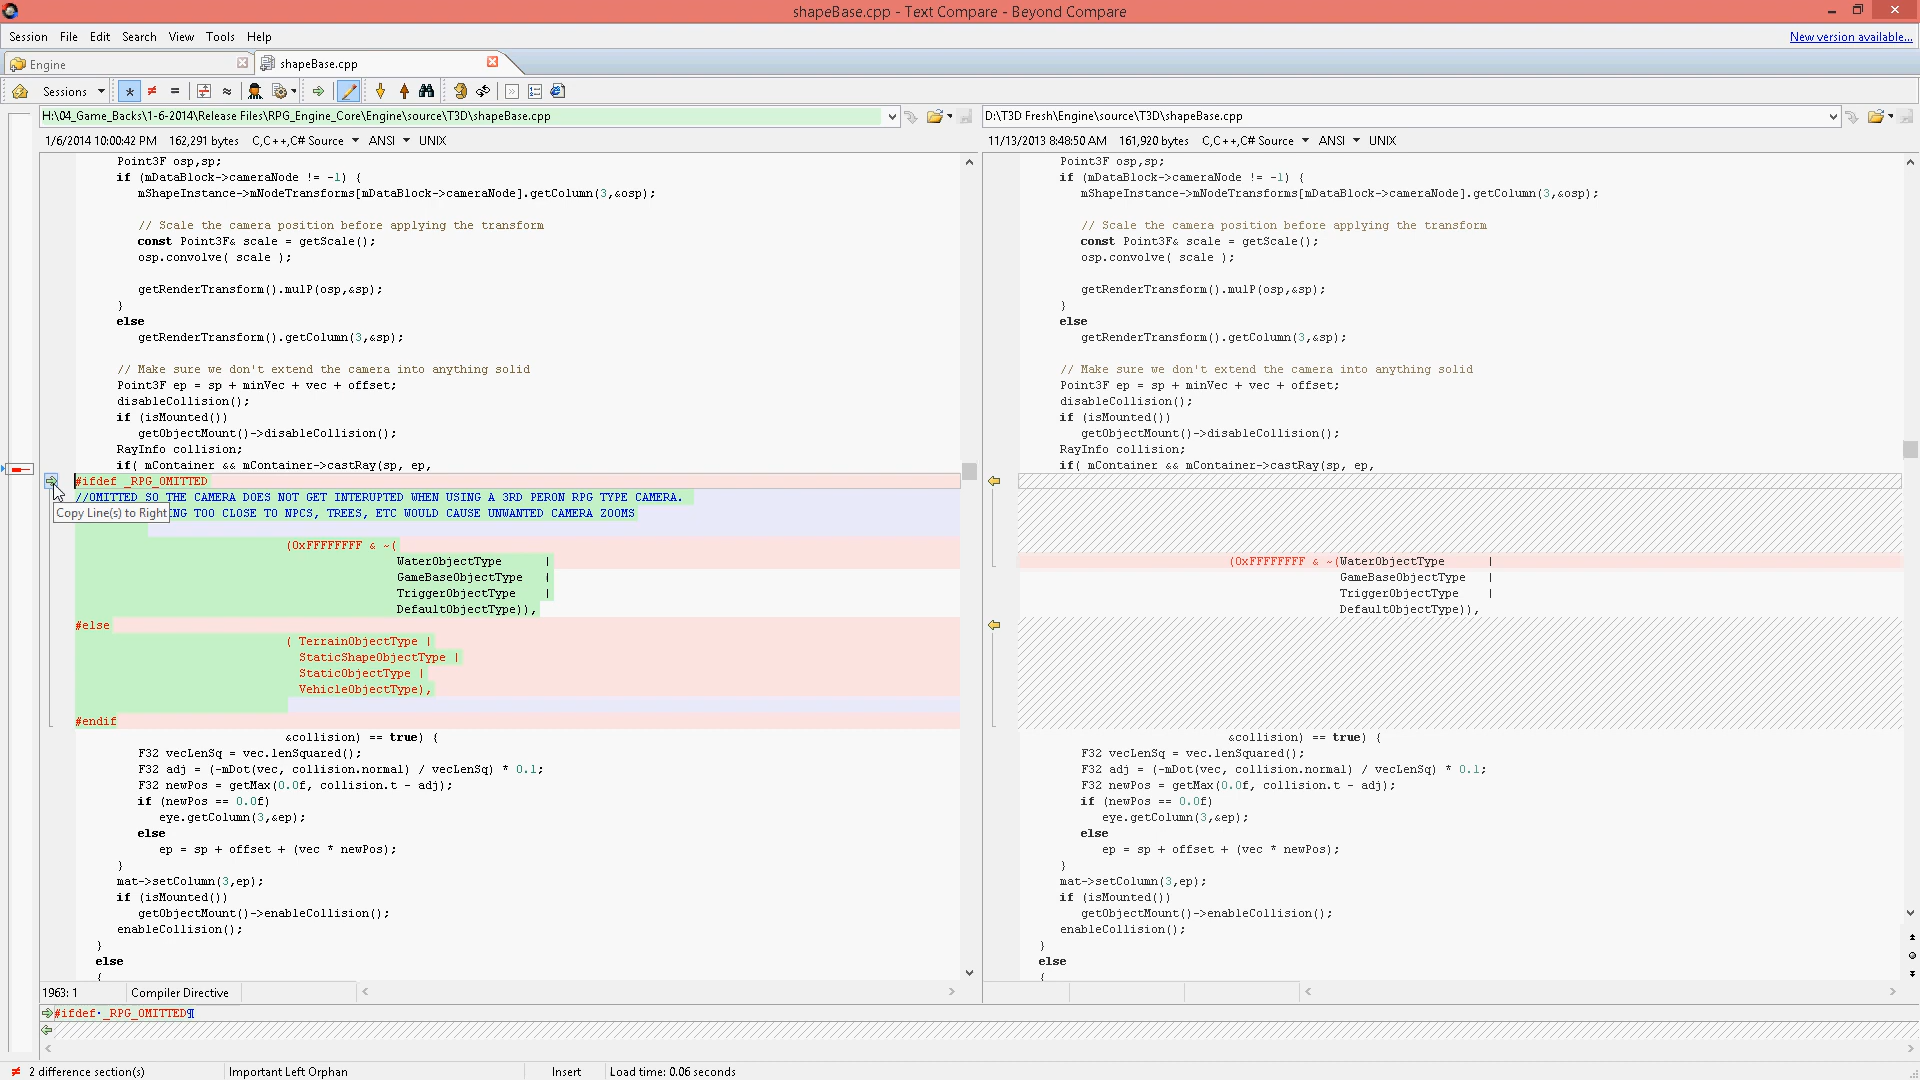 shapeBase.cpp - Text Compare - Beyond Compare
Session File Edit Search View Tools Help
New version available...
Engine
shapeBase.cpp
Sessions
H:\04_Game_Backs\1-6-2014\Release Files\RPG_Engine_Core\Engine\source\T3D\shapeBase.cpp
D:\T3D Fresh\Engine\source\T3D\shapeBase.cpp
1/6/2014 10:00:42 PM 162,291 bytes C,C++,C# Source ANSI UNIX
11/13/2013 8:48:50 AM 161,920 bytes C,C++,C# Source ANSI UNIX
Point3F osp,sp;
if (mDataBlock->cameraNode != -1) {
mShapeInstance->mNodeTransforms[mDataBlock->cameraNode].getColumn(3,&osp);
// Scale the camera position before applying the transform
const Point3F& scale = getScale();
osp.convolve( scale );
getRenderTransform().mulP(osp,&sp);
}
else
getRenderTransform().getColumn(3,&sp);
// Make sure we don't extend the camera into anything solid
Point3F ep = sp + minVec + vec + offset;
disableCollision();
if (isMounted())
getObjectMount()->disableCollision();
RayInfo collision;
if( mContainer && mContainer->castRay(sp, ep,
#ifdef _RPG_OMITTED
//OMITTED SO THE CAMERA DOES NOT GET INTERUPTED WHEN USING A 3RD PERON RPG TYPE CAMERA.
Copy Line(s) to Right
ING TOO CLOSE TO NPCS, TREES, ETC WOULD CAUSE UNWANTED CAMERA ZOOMS
(0xFFFFFFFF & ~(
WaterObjectType |
GameBaseObjectType |
TriggerObjectType |
DefaultObjectType)),
#else
( TerrainObjectType |
StaticShapeObjectType |
StaticObjectType |
VehicleObjectType),
#endif
&collision) == true) {
F32 vecLenSq = vec.lenSquared();
F32 adj = (-mDot(vec, collision.normal) / vecLenSq) * 0.1;
F32 newPos = getMax(0.0f, collision.t - adj);
if (newPos == 0.0f)
eye.getColumn(3,&ep);
else
ep = sp + offset + (vec * newPos);
}
mat->setColumn(3,ep);
if (isMounted())
getObjectMount()->enableCollision();
enableCollision();
}
else
{
Point3F osp,sp;
if (mDataBlock->cameraNode != -1) {
mShapeInstance->mNodeTransforms[mDataBlock->cameraNode].getColumn(3,&osp);
// Scale the camera position before applying the transform
const Point3F& scale = getScale();
osp.convolve( scale );
getRenderTransform().mulP(osp,&sp);
}
else
getRenderTransform().getColumn(3,&sp);
// Make sure we don't extend the camera into anything solid
Point3F ep = sp + minVec + vec + offset;
disableCollision();
if (isMounted())
getObjectMount()->disableCollision();
RayInfo collision;
if( mContainer && mContainer->castRay(sp, ep,
(0xFFFFFFFF & ~(WaterObjectType |
GameBaseObjectType |
TriggerObjectType |
DefaultObjectType)),
&collision) == true) {
F32 vecLenSq = vec.lenSquared();
F32 adj = (-mDot(vec, collision.normal) / vecLenSq) * 0.1;
F32 newPos = getMax(0.0f, collision.t - adj);
if (newPos == 0.0f)
eye.getColumn(3,&ep);
else
ep = sp + offset + (vec * newPos);
}
mat->setColumn(3,ep);
if (isMounted())
getObjectMount()->enableCollision();
enableCollision();
}
else
{
1963: 1 Compiler Directive
#ifdef·_RPG_OMITTED¶
2 difference section(s) Important Left Orphan Insert Load time: 0.06 seconds